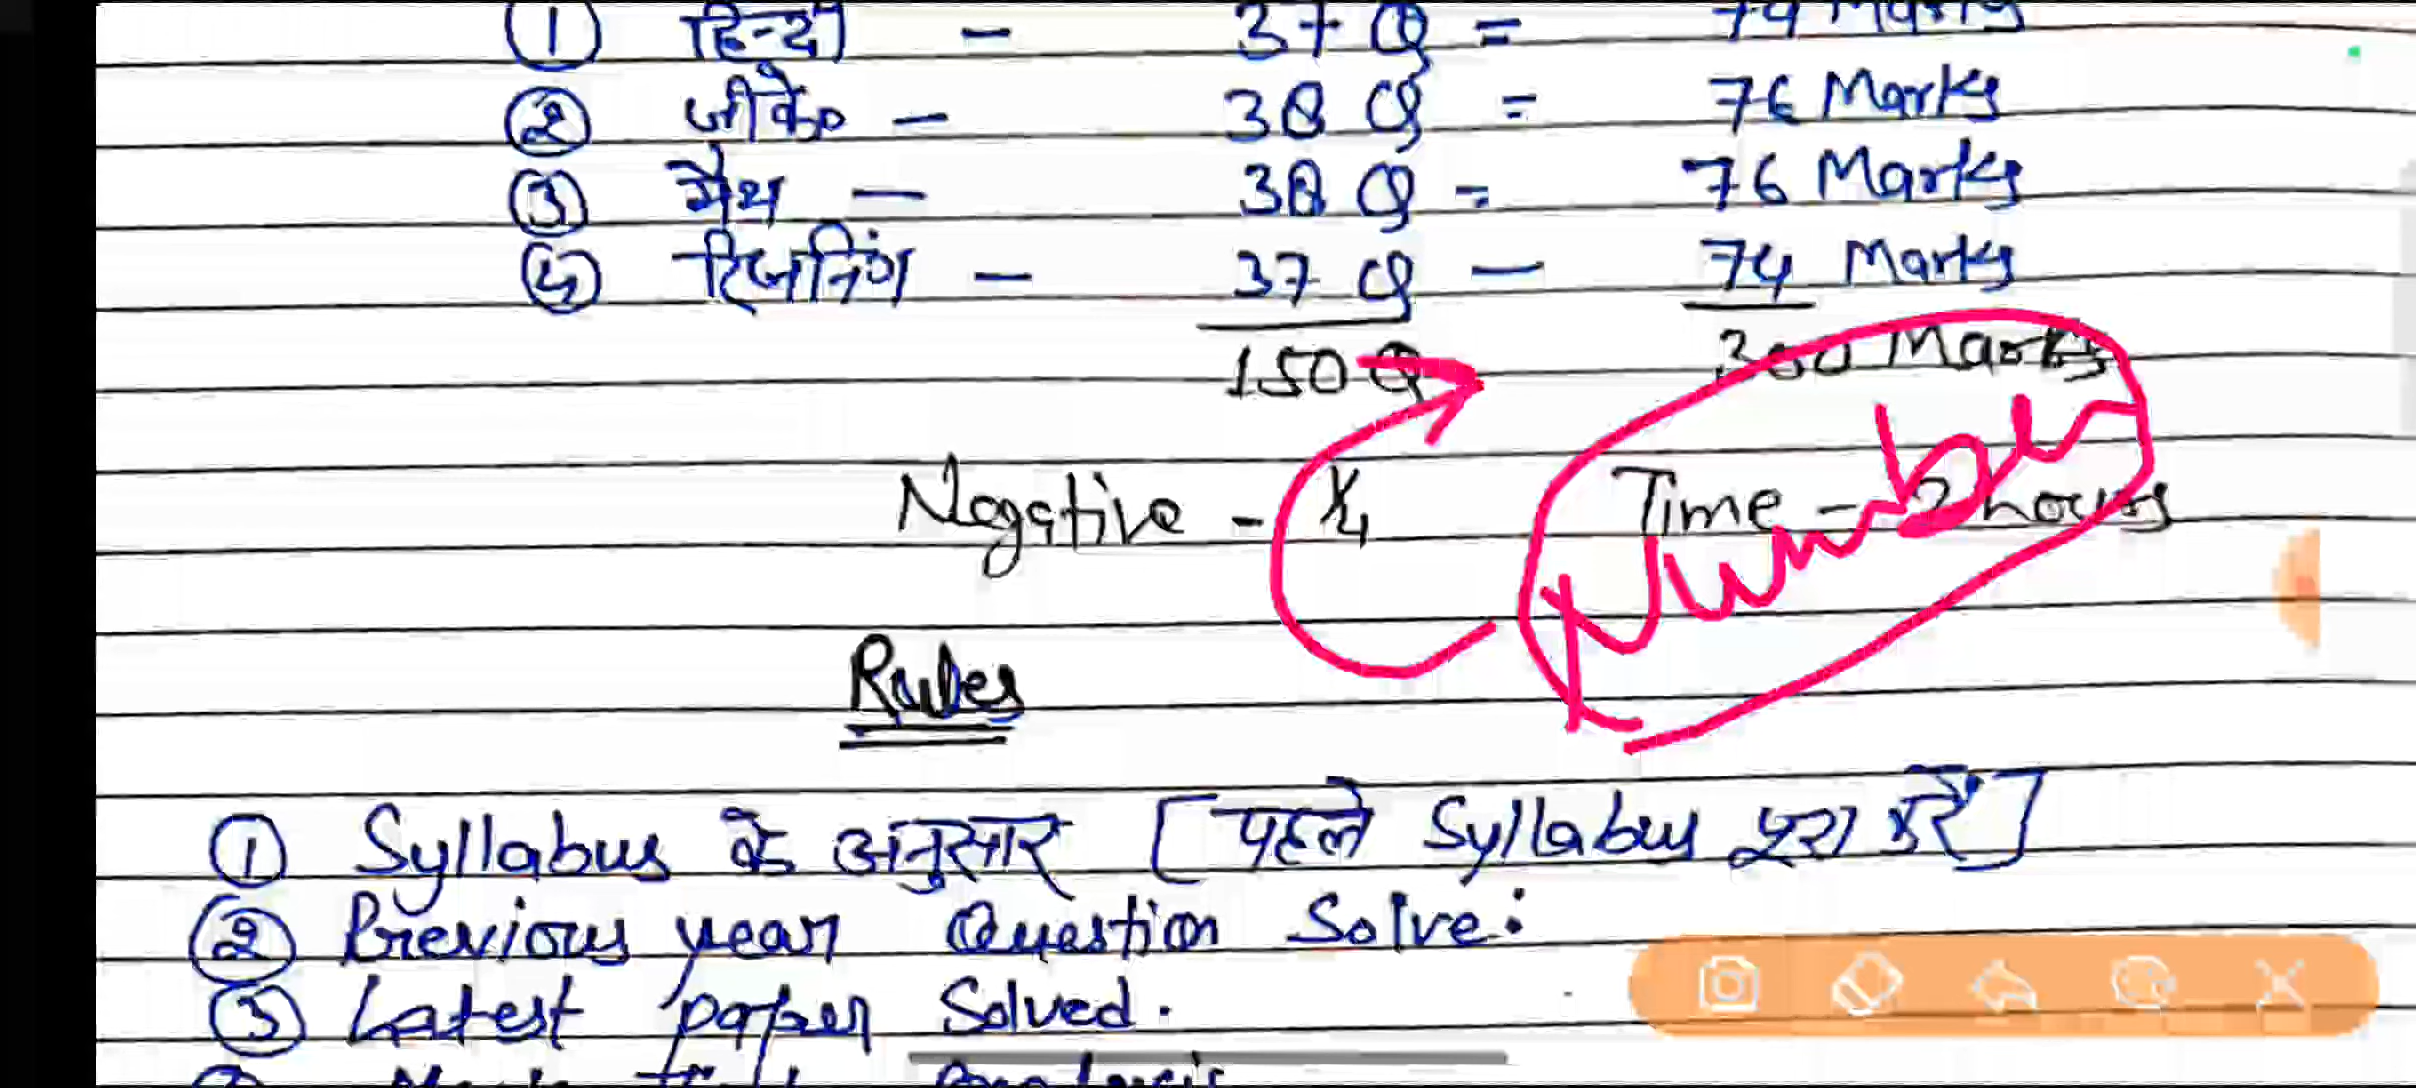 ① हिन्दी - 37 Q = 74 Marks
② जीके० - 38 Q = 76 Marks
③ मैथ - 38 Q = 76 Marks
④ रिजनिंग - 37 Q - 74 Marks
150 Q 300 Marks
Negative - 1/4 Time - 2 hours
Number
Rules
① Syllabus के अनुसार [पहले Syllabus पूरा करें]
② Previous year Question Solve:
③ Latest paper Solved.